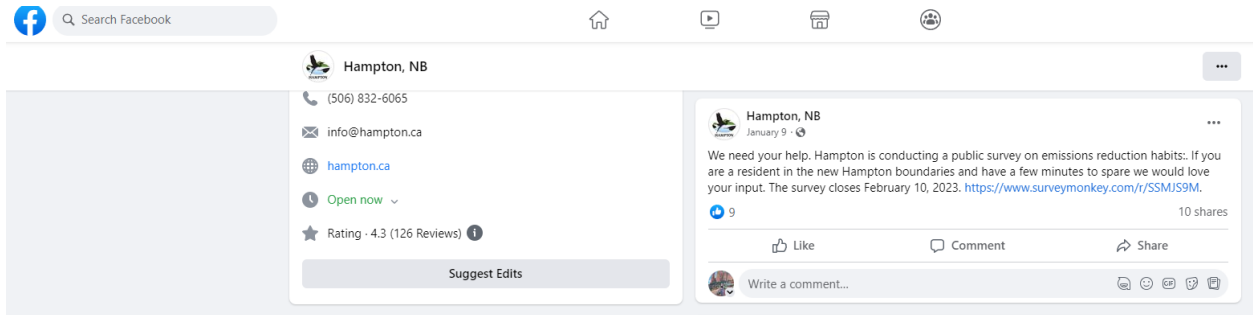 Search Facebook
Hampton, NB
(506) 832-6065
info@hampton.ca
hampton.ca
Open now
Rating · 4.3 (126 Reviews)
Suggest Edits
Hampton, NB
January 9 ·
We need your help. Hampton is conducting a public survey on emissions reduction habits:. If you
are a resident in the new Hampton boundaries and have a few minutes to spare we would love
your input. The survey closes February 10, 2023. https://www.surveymonkey.com/r/SSMJS9M.
9
10 shares
Like Comment Share
Write a comment...
GIF